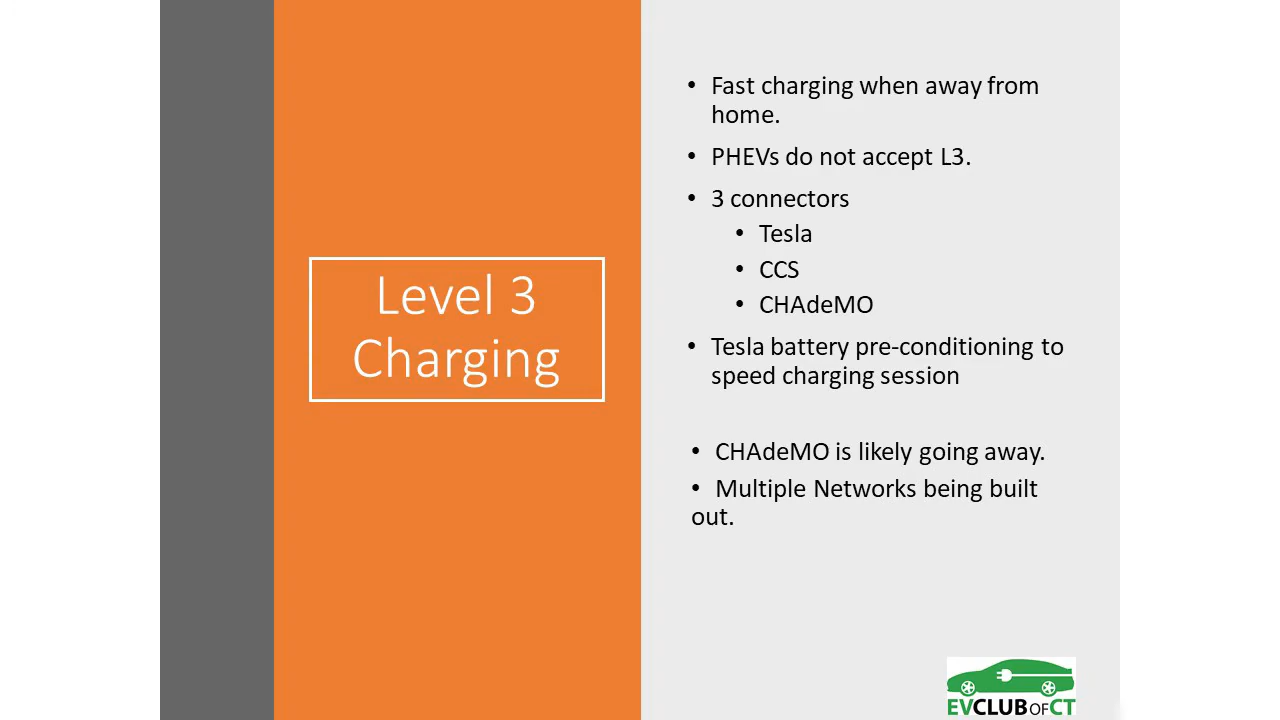 Level 3
Charging
• Fast charging when away from
home.
• PHEVs do not accept L3.
• 3 connectors
• Tesla
• CCS
• CHAdeMO
• Tesla battery pre-conditioning to
speed charging session
• CHAdeMO is likely going away.
• Multiple Networks being built
out.
EVCLUBOFCT